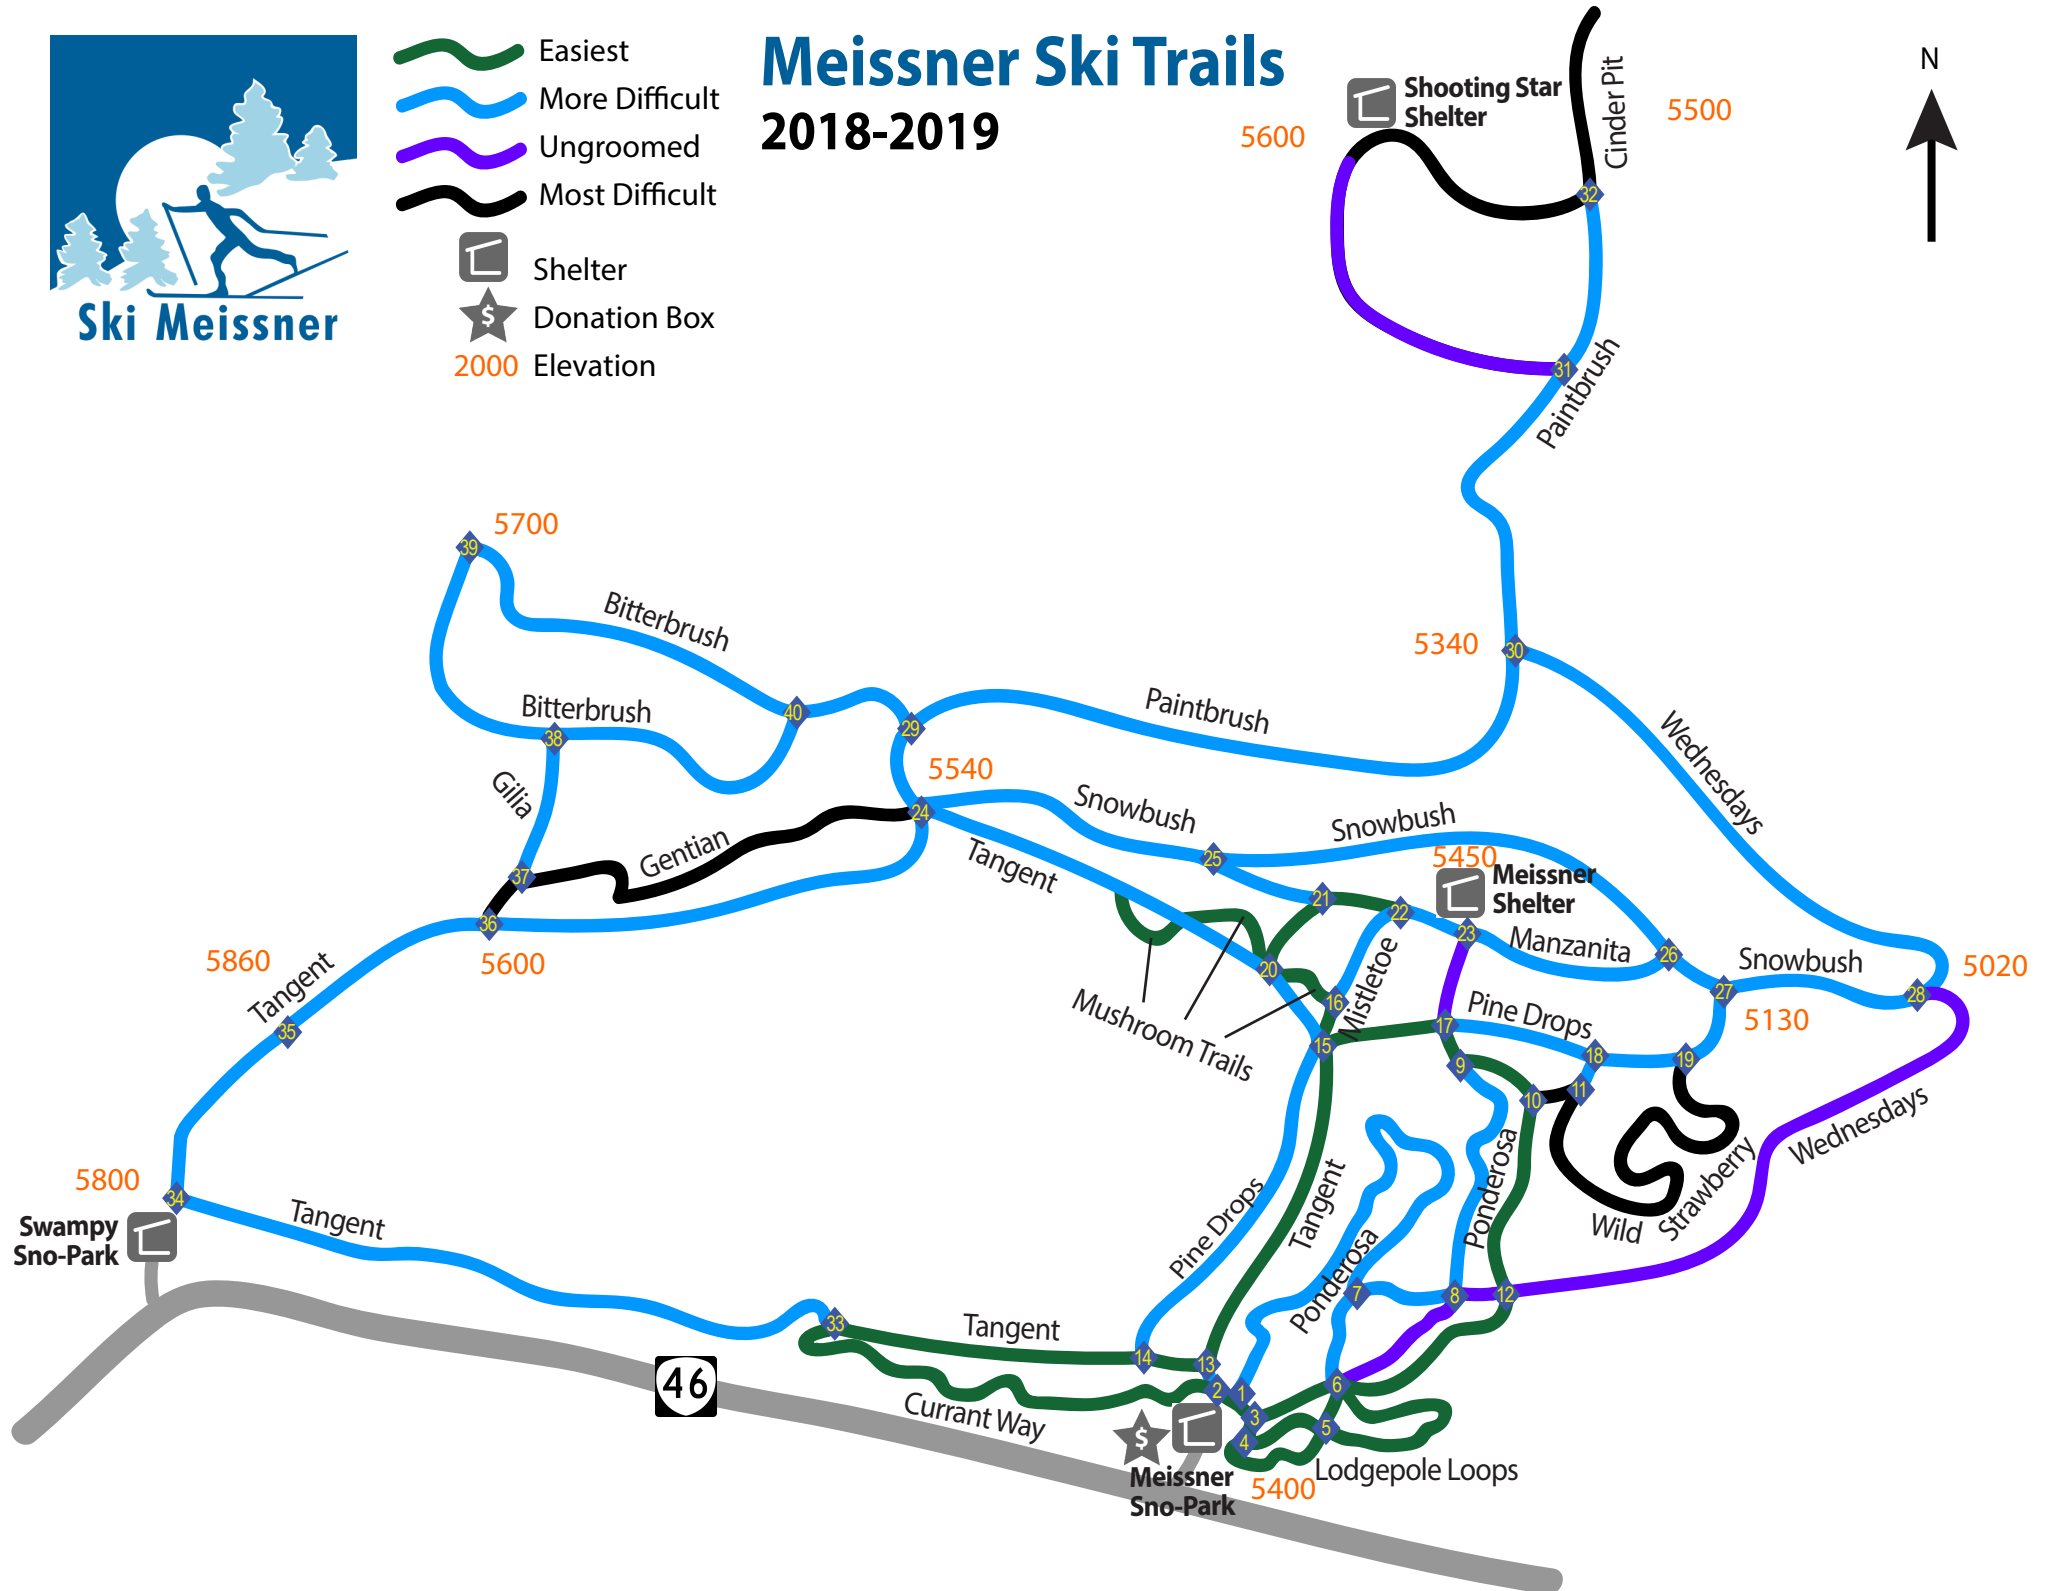 Meissner Ski Trails
2018-2019
Ski Meissner
Easiest
More Difficult
Ungroomed
Most Difficult
Shelter
$
Donation Box
2000 Elevation
N
Shooting Star
Shelter
5600
Cinder Pit
5500
32
31
Paintbrush
39
5700
Bitterbrush
5340
30
Bitterbrush
38
40
29
Paintbrush
Wednesdays
5540
Gilia
24
Snowbush
Snowbush
Gentian
Tangent
25
5450
Meissner
Shelter
37
21
22
23
Manzanita
26
Snowbush
36
5600
5860
Tangent
35
20
Mushroom Trails
16
Mistletoe
27
5130
28
5020
15
17
Pine Drops
18
19
9
10
11
Ponderosa
Wild
Strawberry
Wednesdays
5800
34
Swampy
Sno-Park
Tangent
Pine Drops
Tangent
Ponderosa
7
8
12
33
Tangent
14
13
2
1
6
46
Currant Way
3
4
5
$
Meissner
Sno-Park
5400
Lodgepole Loops